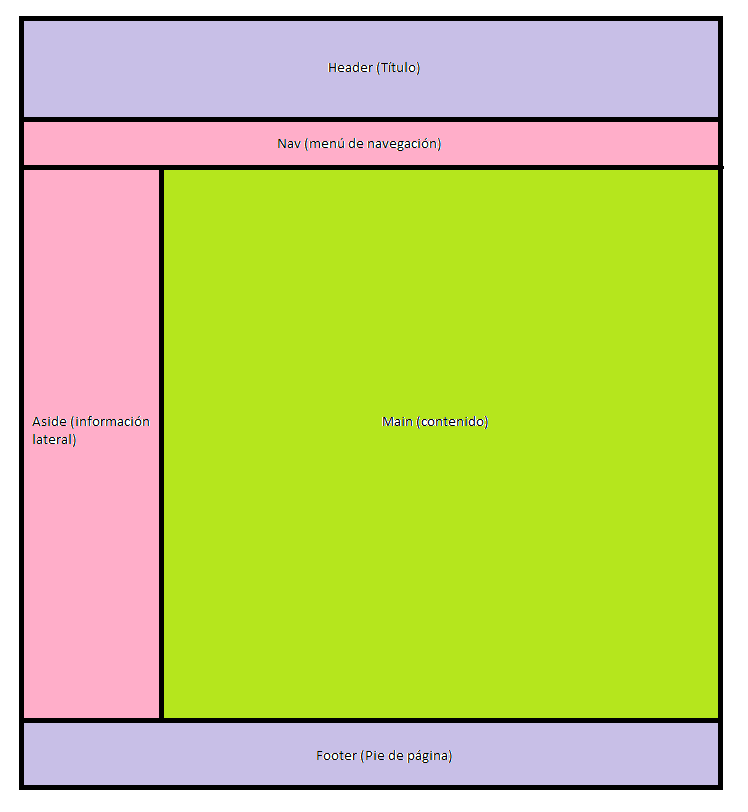 Header (Título)
Nav (menú de navegación)
Aside (información
lateral)
Main (contenido)
Footer (Pie de página)